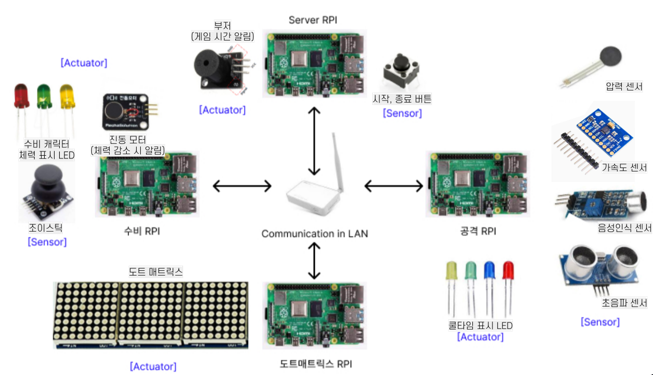 Server RPI
부저
(게임 시간 알림)
[Actuator]
시작, 종료 버튼
[Sensor]
[Actuator]
수비 캐릭터
체력 표시 LED
진동 모터
(체력 감소 시 알림)
조이스틱
[Sensor]
수비 RPI
Communication in LAN
공격 RPI
압력 센서
가속도 센서
음성인식 센서
초음파 센서
[Sensor]
쿨타임 표시 LED
[Actuator]
도트 매트릭스
[Actuator]
도트매트릭스 RPI